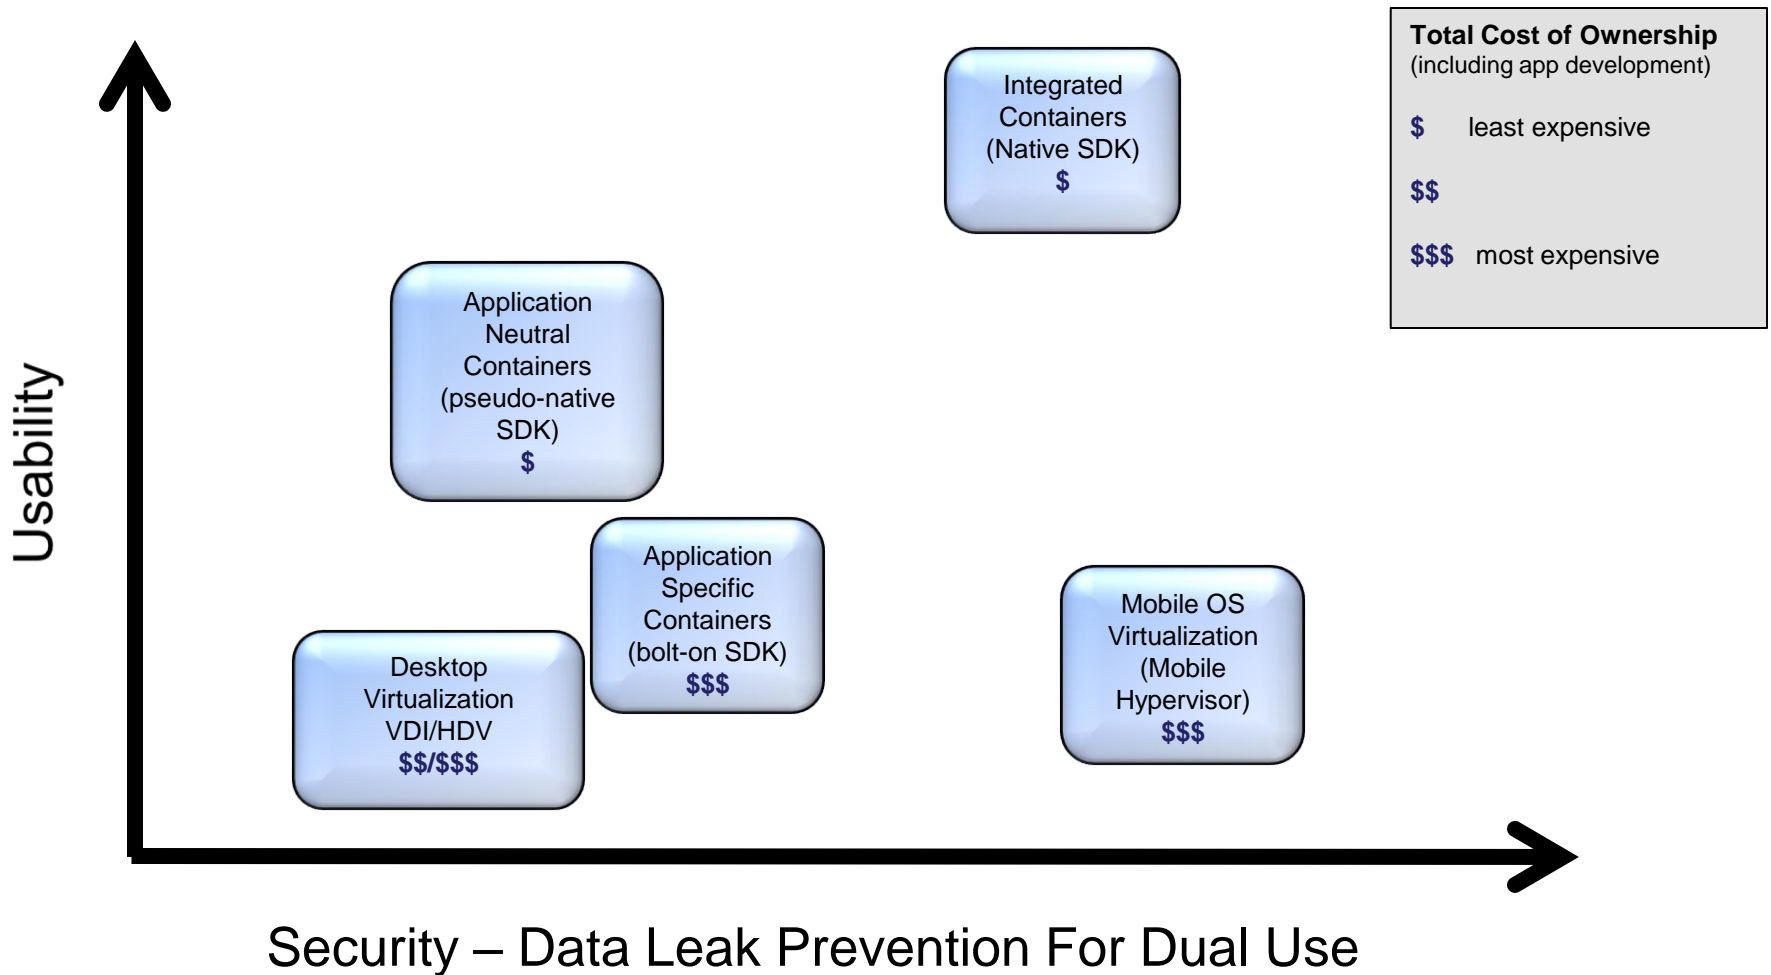 Total Cost of Ownership
(including app development)
$ least expensive
$$
$$$ most expensive
Integrated
Containers
(Native SDK)
$
Application
Neutral
Containers
(pseudo-native
SDK)
$
Application
Specific
Containers
(bolt-on SDK)
$$$
Mobile OS
Virtualization
(Mobile
Hypervisor)
$$$
Desktop
Virtualization
VDI/HDV
$$/$$$
Usability
Security – Data Leak Prevention For Dual Use